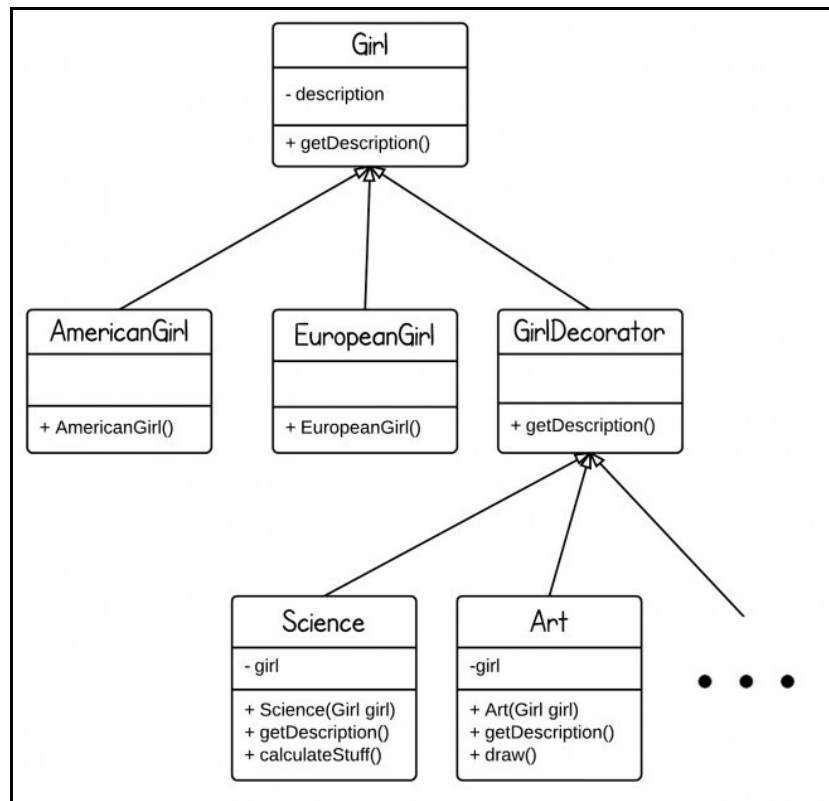 Girl
- description
+ getDescription()
AmericanGirl
+ AmericanGirl()
EuropeanGirl
+ EuropeanGirl()
GirlDecorator
+ getDescription()
Science
- girl
+ Science(Girl girl)
+ getDescription()
+ calculateStuff()
Art
-girl
+ Art(Girl girl)
+ getDescription()
+ draw()